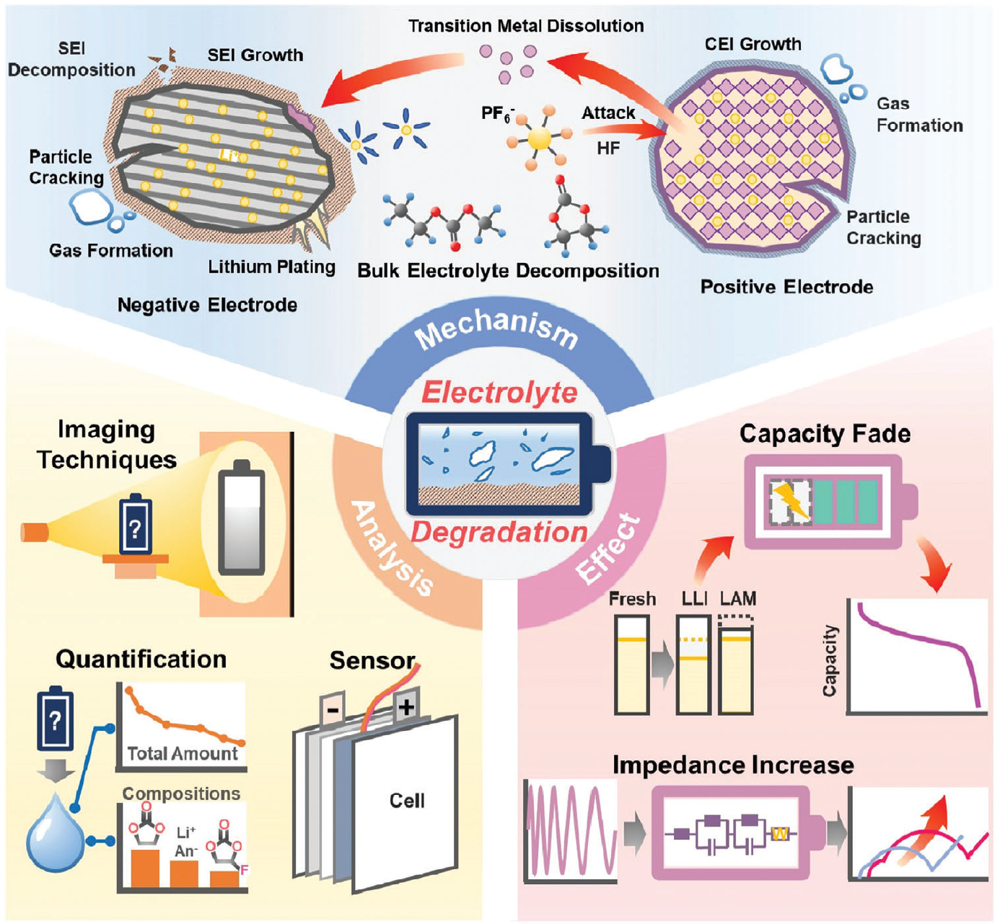 Transition Metal Dissolution
SEI
Decomposition
SEI Growth
CEI Growth
PF6-
Attack
HF
Gas
Formation
Li+
Particle
Cracking
Gas Formation
Lithium Plating
Bulk Electrolyte Decomposition
Particle
Cracking
Negative Electrode
Positive Electrode
Mechanism
Electrolyte
Degradation
Analysis
Effect
Imaging
Techniques
?
Quantification
?
Total Amount
Compositions
O
O
O
Li+
An-
O
O
O
F
Sensor
-
+
Cell
Capacity Fade
Fresh
LLI
LAM
Capacity
Impedance Increase
W